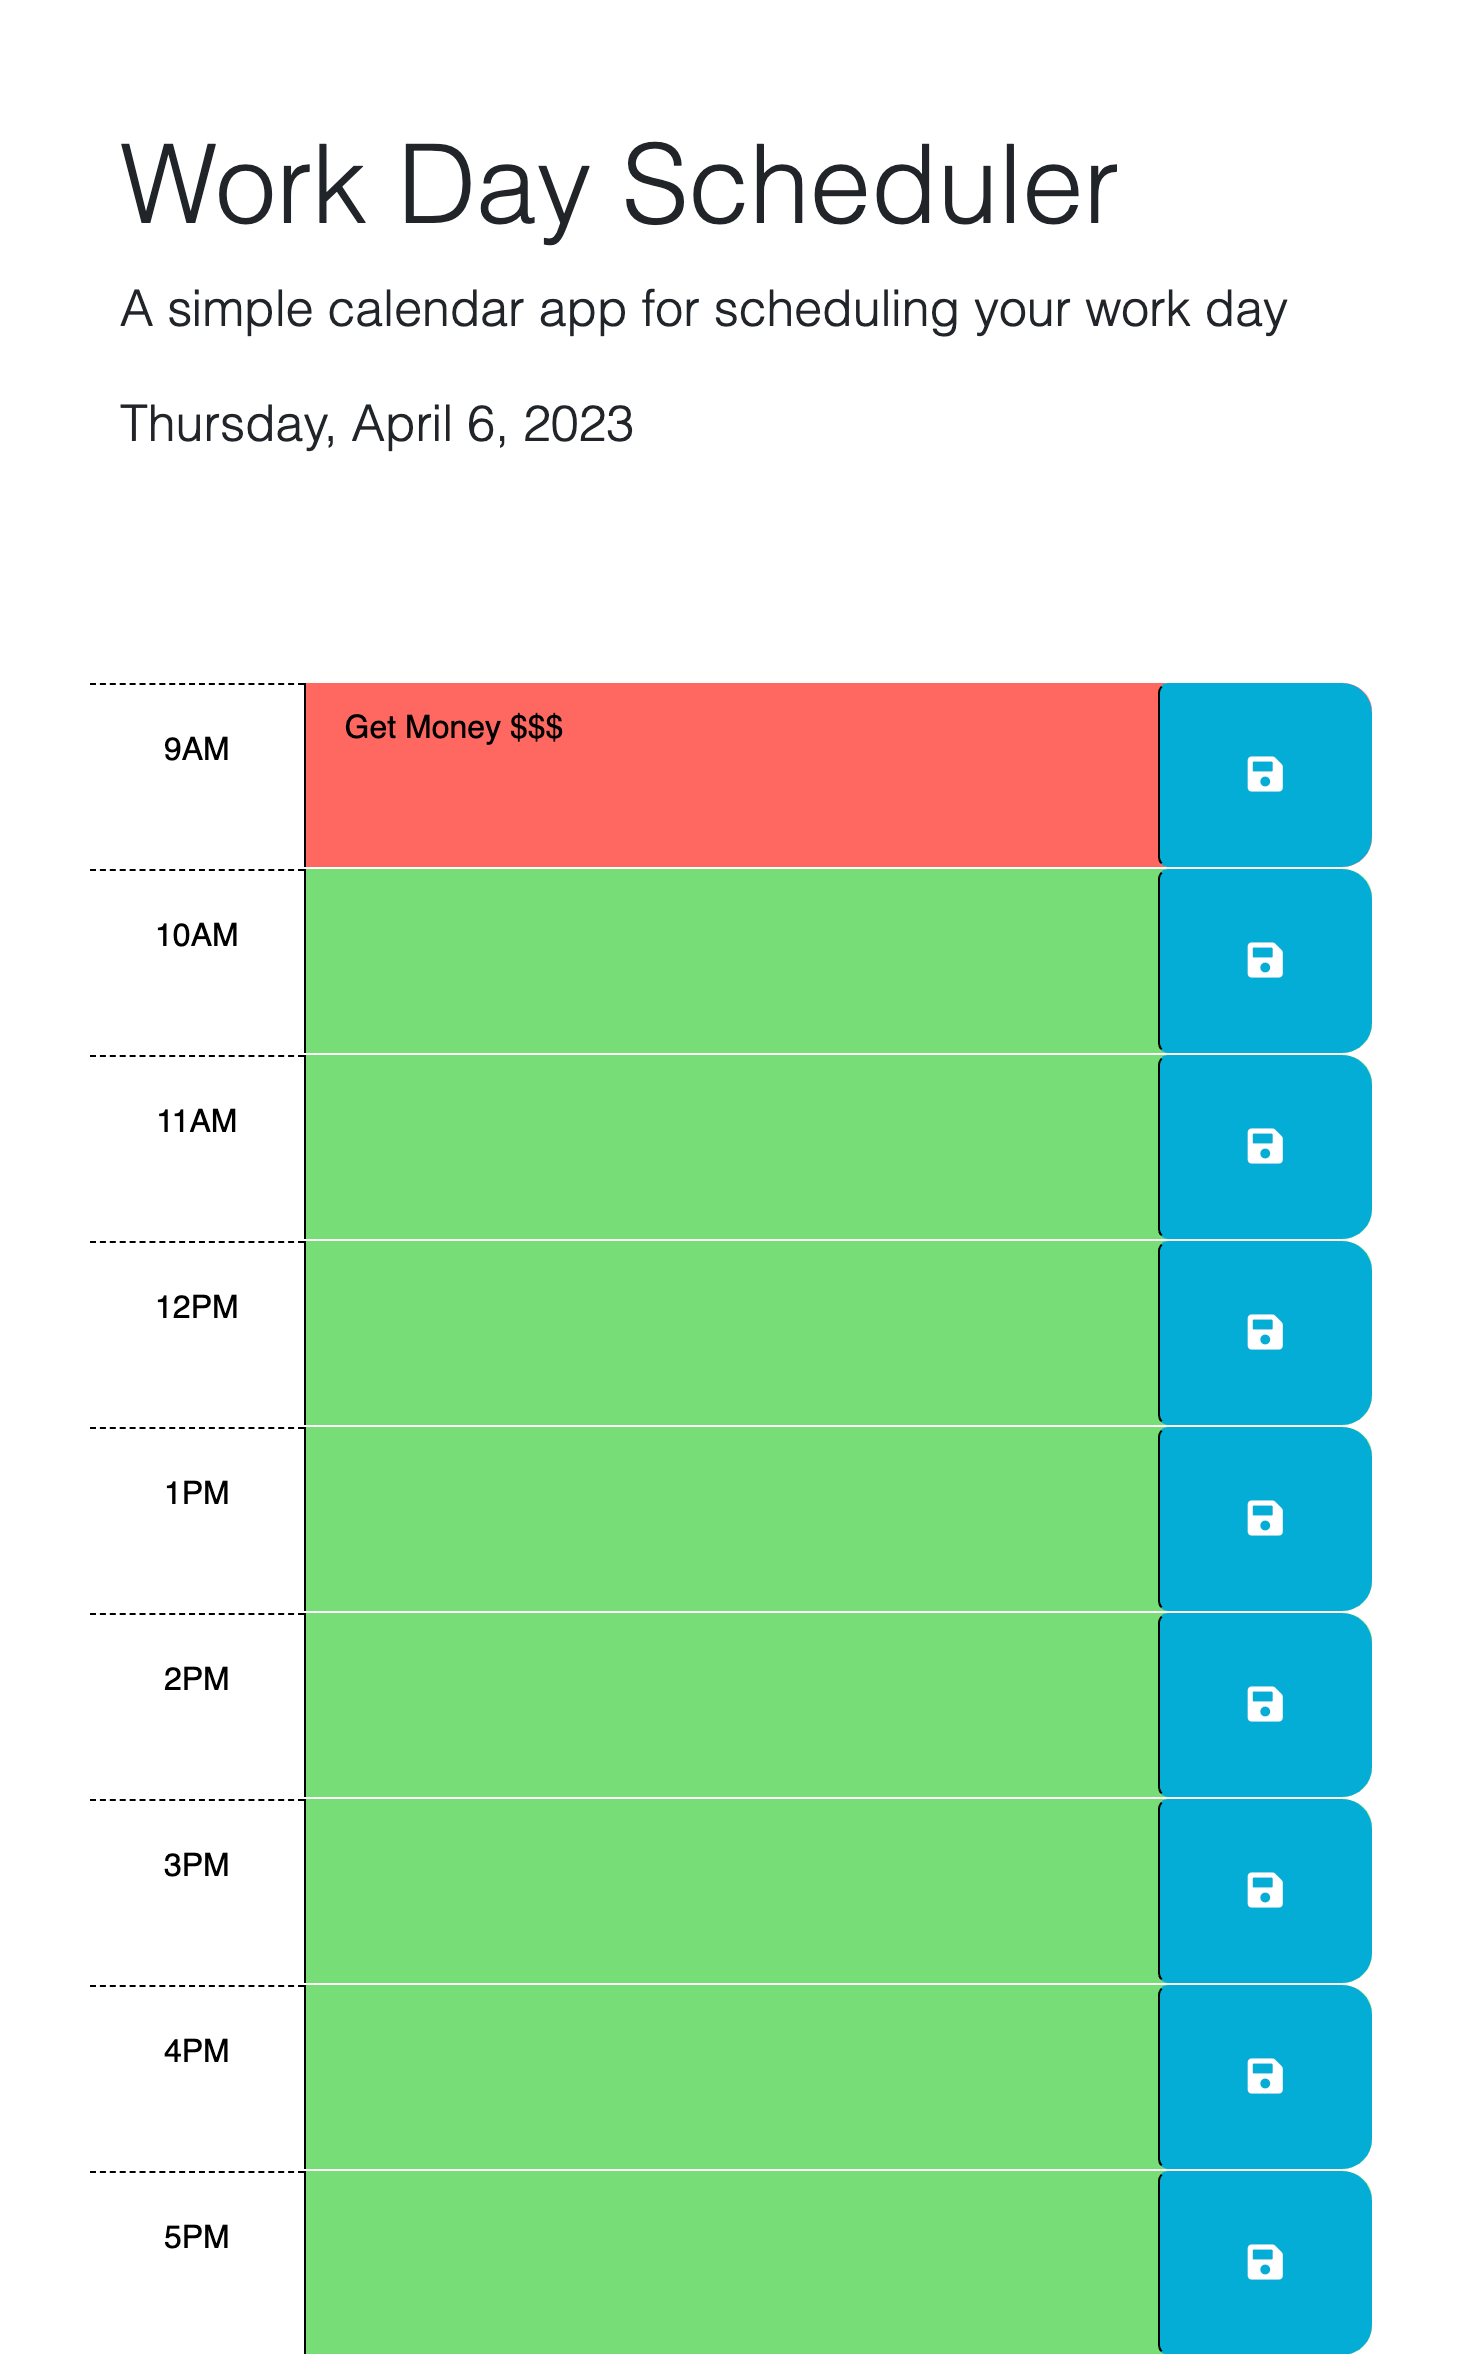 Work Day Scheduler
A simple calendar app for scheduling your work day
Thursday, April 6, 2023
9AM
Get Money $$$
10AM
11AM
12PM
1PM
2PM
3PM
4PM
5PM